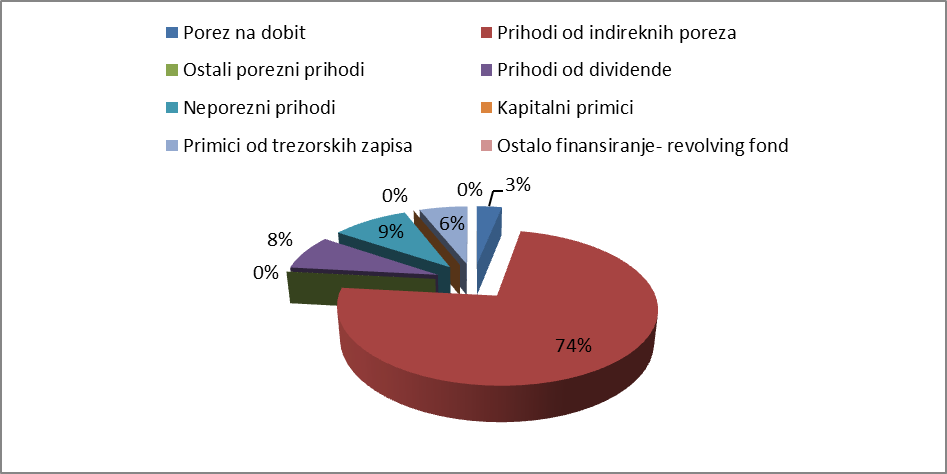 Porez na dobit
Prihodi od indireknih poreza
Ostali porezni prihodi
Prihodi od dividende
Neporezni prihodi
Kapitalni primici
Primici od trezorskih zapisa
Ostalo finansiranje- revolving fond
0%
0%
3%
6%
9%
8%
0%
74%